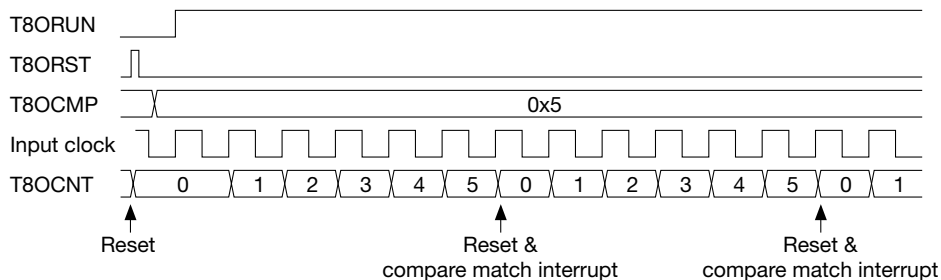 T8ORUN
T8ORST
T8OCMP 0x5
Input clock
T8OCNT 0 1 2 3 4 5 0 1 2 3 4 5 0 1
Reset Reset & Reset &
compare match interrupt compare match interrupt